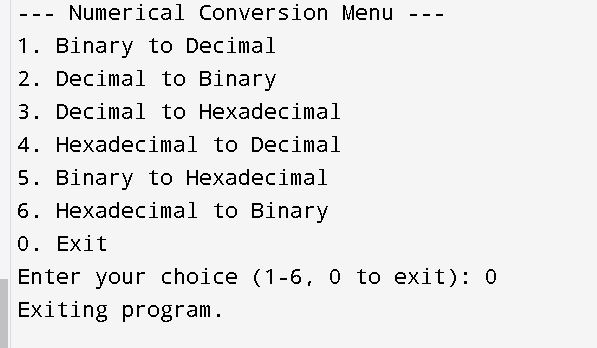 --- Numerical Conversion Menu ---
1. Binary to Decimal
2. Decimal to Binary
3. Decimal to Hexadecimal
4. Hexadecimal to Decimal
5. Binary to Hexadecimal
6. Hexadecimal to Binary
0. Exit
Enter your choice (1-6, 0 to exit): 0
Exiting program.